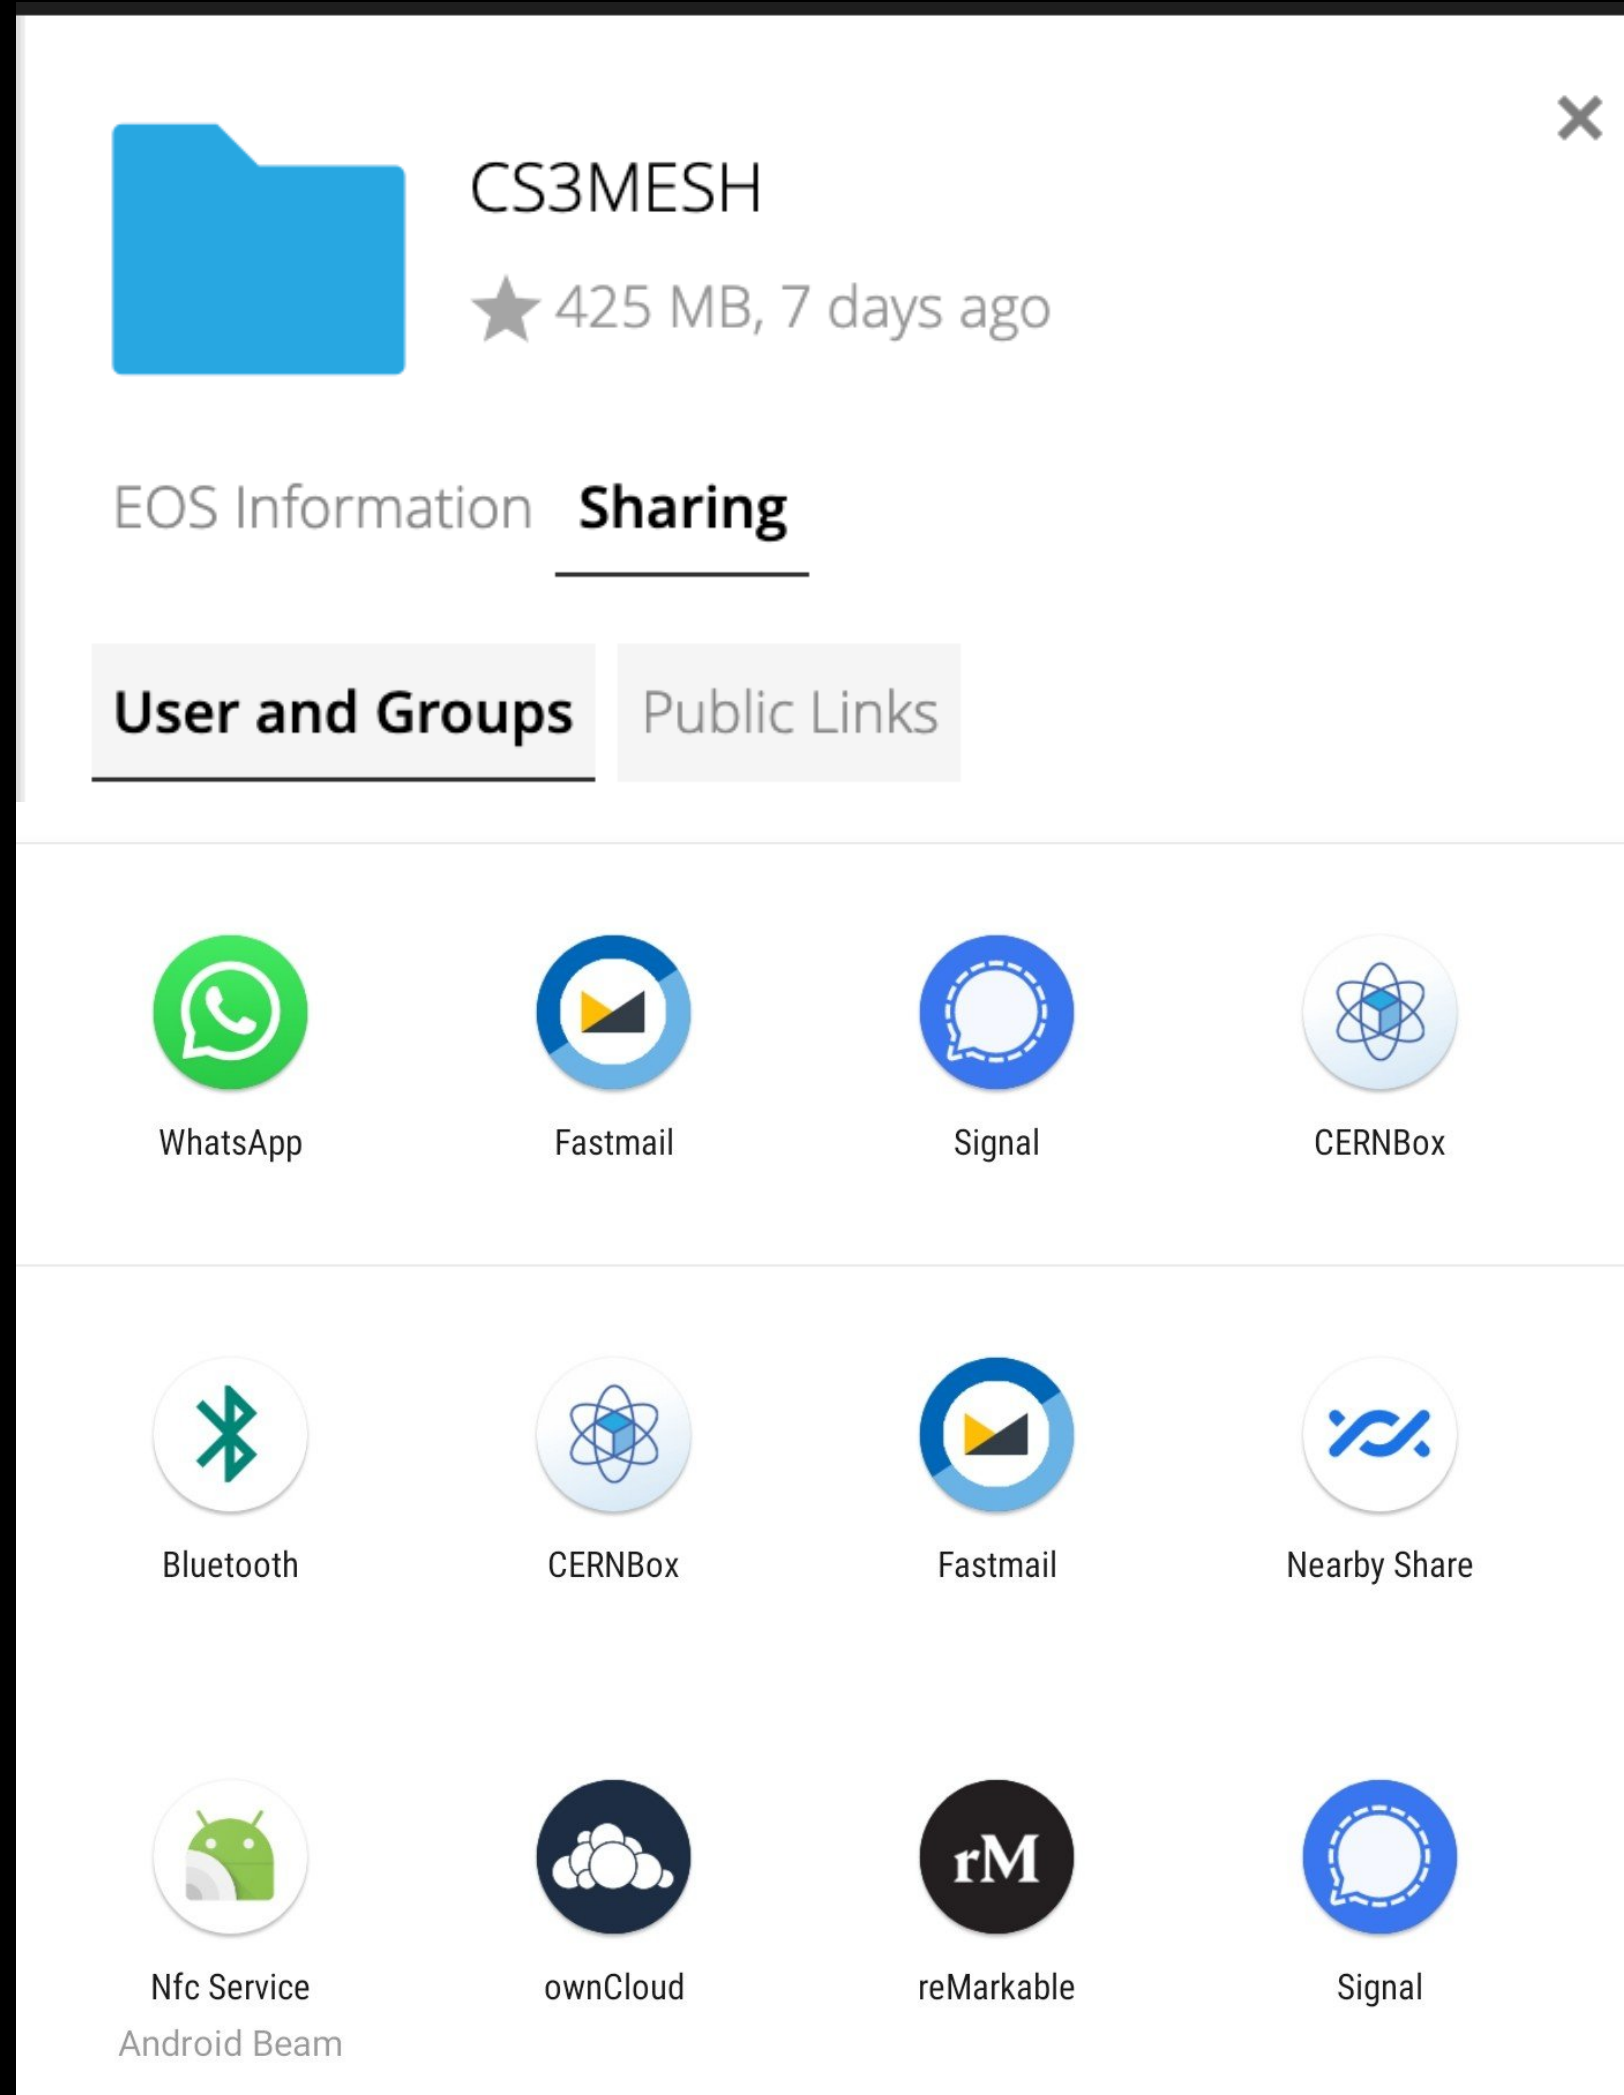 CS3MESH
425 MB, 7 days ago
EOS Information Sharing
User and Groups Public Links
WhatsApp Fastmail Signal CERNBox
Bluetooth CERNBox Fastmail Nearby Share
rM
Nfc Service ownCloud reMarkable Signal
Android Beam